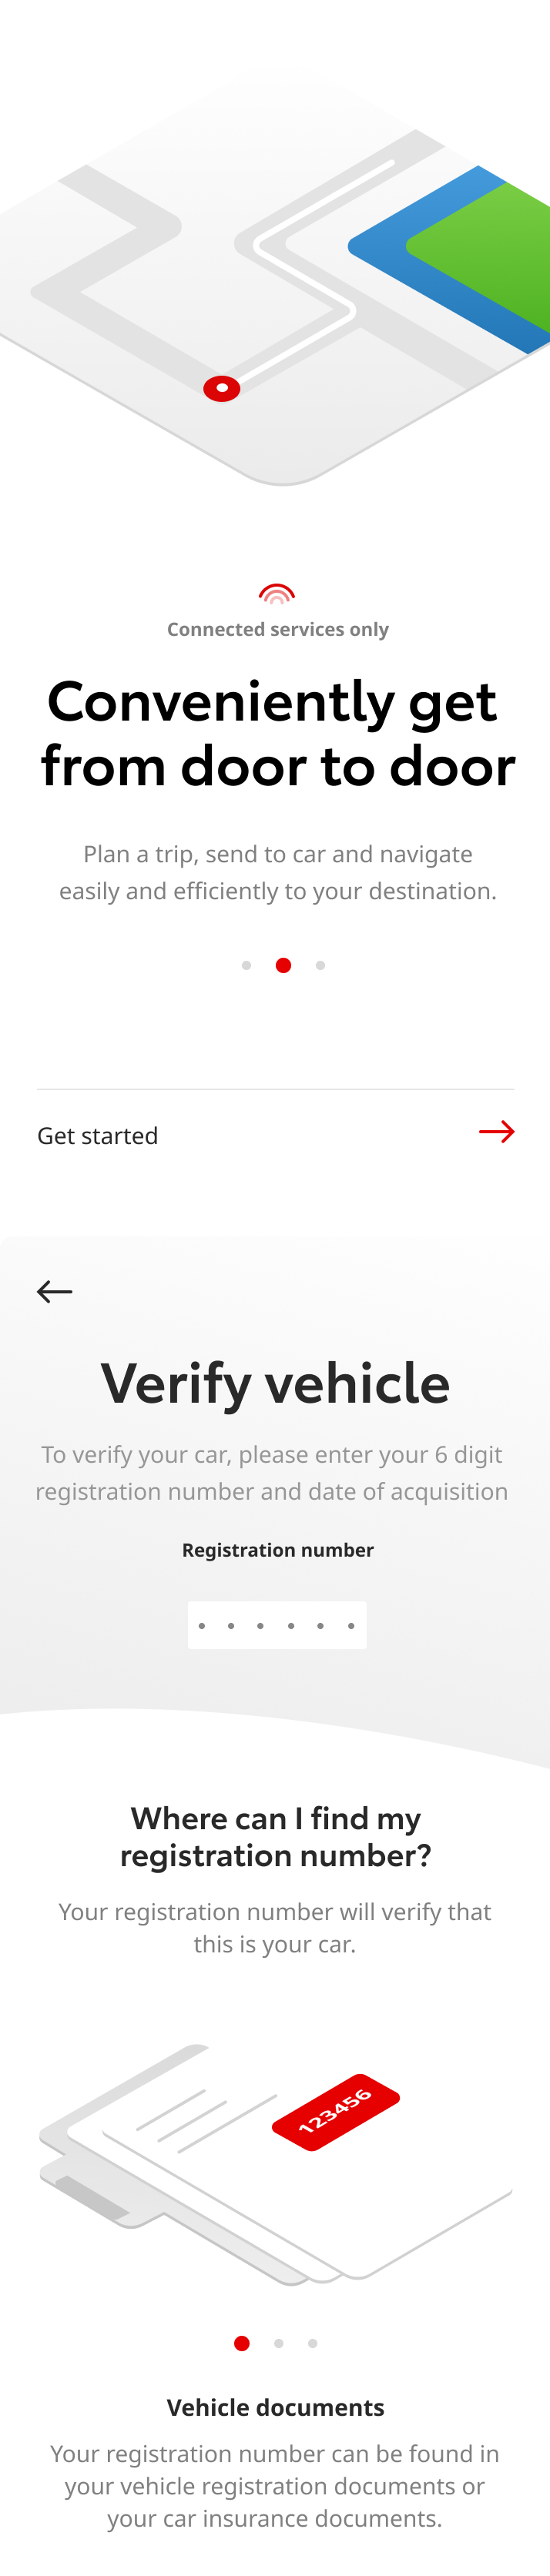 Connected services only
Conveniently get
from door to door
Plan a trip, send to car and navigate
easily and efficiently to your destination.
Get started
Verify vehicle
To verify your car, please enter your 6 digit
registration number and date of acquisition
Registration number
Where can I find my
registration number?
Your registration number will verify that
this is your car.
123456
Vehicle documents
Your registration number can be found in
your vehicle registration documents or
your car insurance documents.